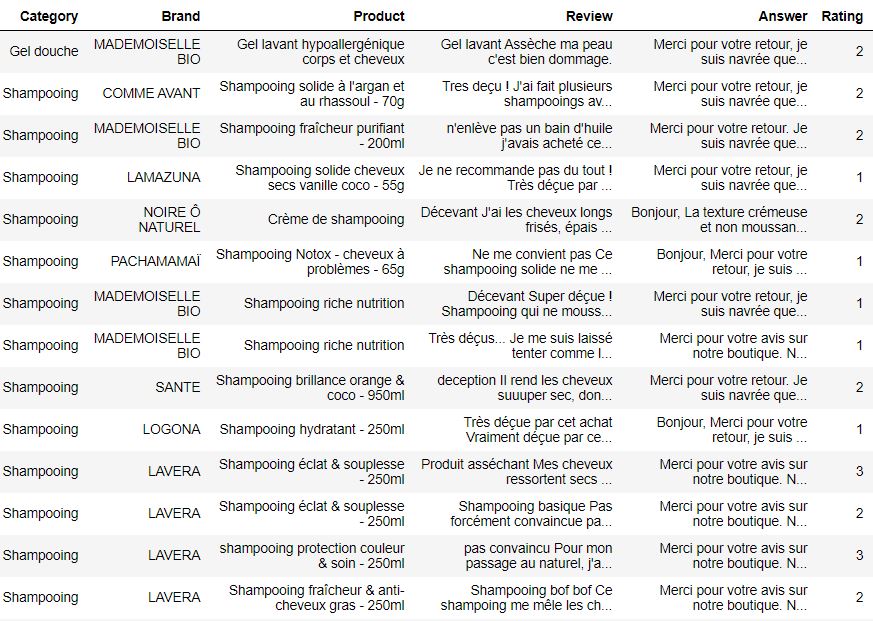 Category Brand Product Review Answer Rating
Gel douche MADEMOISELLE BIO Gel lavant hypoallergénique corps et cheveux Gel lavant Assèche ma peau c'est bien dommage. Merci pour votre retour, je suis navrée que... 2
Shampooing COMME AVANT Shampooing solide à l'argan et au rhassoul - 70g Tres deçu ! J'ai fait plusieurs shampooings av... Merci pour votre retour, je suis navrée que... 2
Shampooing MADEMOISELLE BIO Shampooing fraîcheur purifiant - 200ml n'enlève pas un bain d'huile j'avais acheté ce... Merci pour votre retour. Je suis navrée que... 2
Shampooing LAMAZUNA Shampooing solide cheveux secs vanille coco - 55g Je ne recommande pas du tout ! Très déçue par ... Merci pour votre retour, je suis navrée que... 1
Shampooing NOIRE Ô NATUREL Crème de shampooing Décevant J'ai les cheveux longs frisés, épais ... Bonjour, La texture crémeuse et non moussan... 2
Shampooing PACHAMAMAÏ Shampooing Notox - cheveux à problèmes - 65g Ne me convient pas Ce shampooing solide ne me ... Bonjour, Merci pour votre retour, je suis ... 1
Shampooing MADEMOISELLE BIO Shampooing riche nutrition Décevant Super déçue ! Shampooing qui ne mouss... Merci pour votre retour, je suis navrée que... 1
Shampooing MADEMOISELLE BIO Shampooing riche nutrition Très déçus... Je me suis laissé tenter comme l... Merci pour votre avis sur notre boutique. N... 1
Shampooing SANTE Shampooing brillance orange & coco - 950ml deception Il rend les cheveux suuuper sec, don... Merci pour votre retour. Je suis navrée que... 2
Shampooing LOGONA Shampooing hydratant - 250ml Très déçue par cet achat Vraiment déçue par ce... Bonjour, Merci pour votre retour, je suis ... 1
Shampooing LAVERA Shampooing éclat & souplesse - 250ml Produit asséchant Mes cheveux ressortent secs ... Merci pour votre avis sur notre boutique. N... 3
Shampooing LAVERA Shampooing éclat & souplesse - 250ml Shampooing basique Pas forcément convaincue pa... Merci pour votre avis sur notre boutique. N... 2
Shampooing LAVERA shampooing protection couleur & soin - 250ml pas convaincu Pour mon passage au naturel, j'a... Merci pour votre avis sur notre boutique. N... 3
Shampooing LAVERA Shampooing fraîcheur & anti-cheveux gras - 250ml Shampooing bof bof Ce shampoing me mêle les ch... Merci pour votre avis sur notre boutique. N... 2